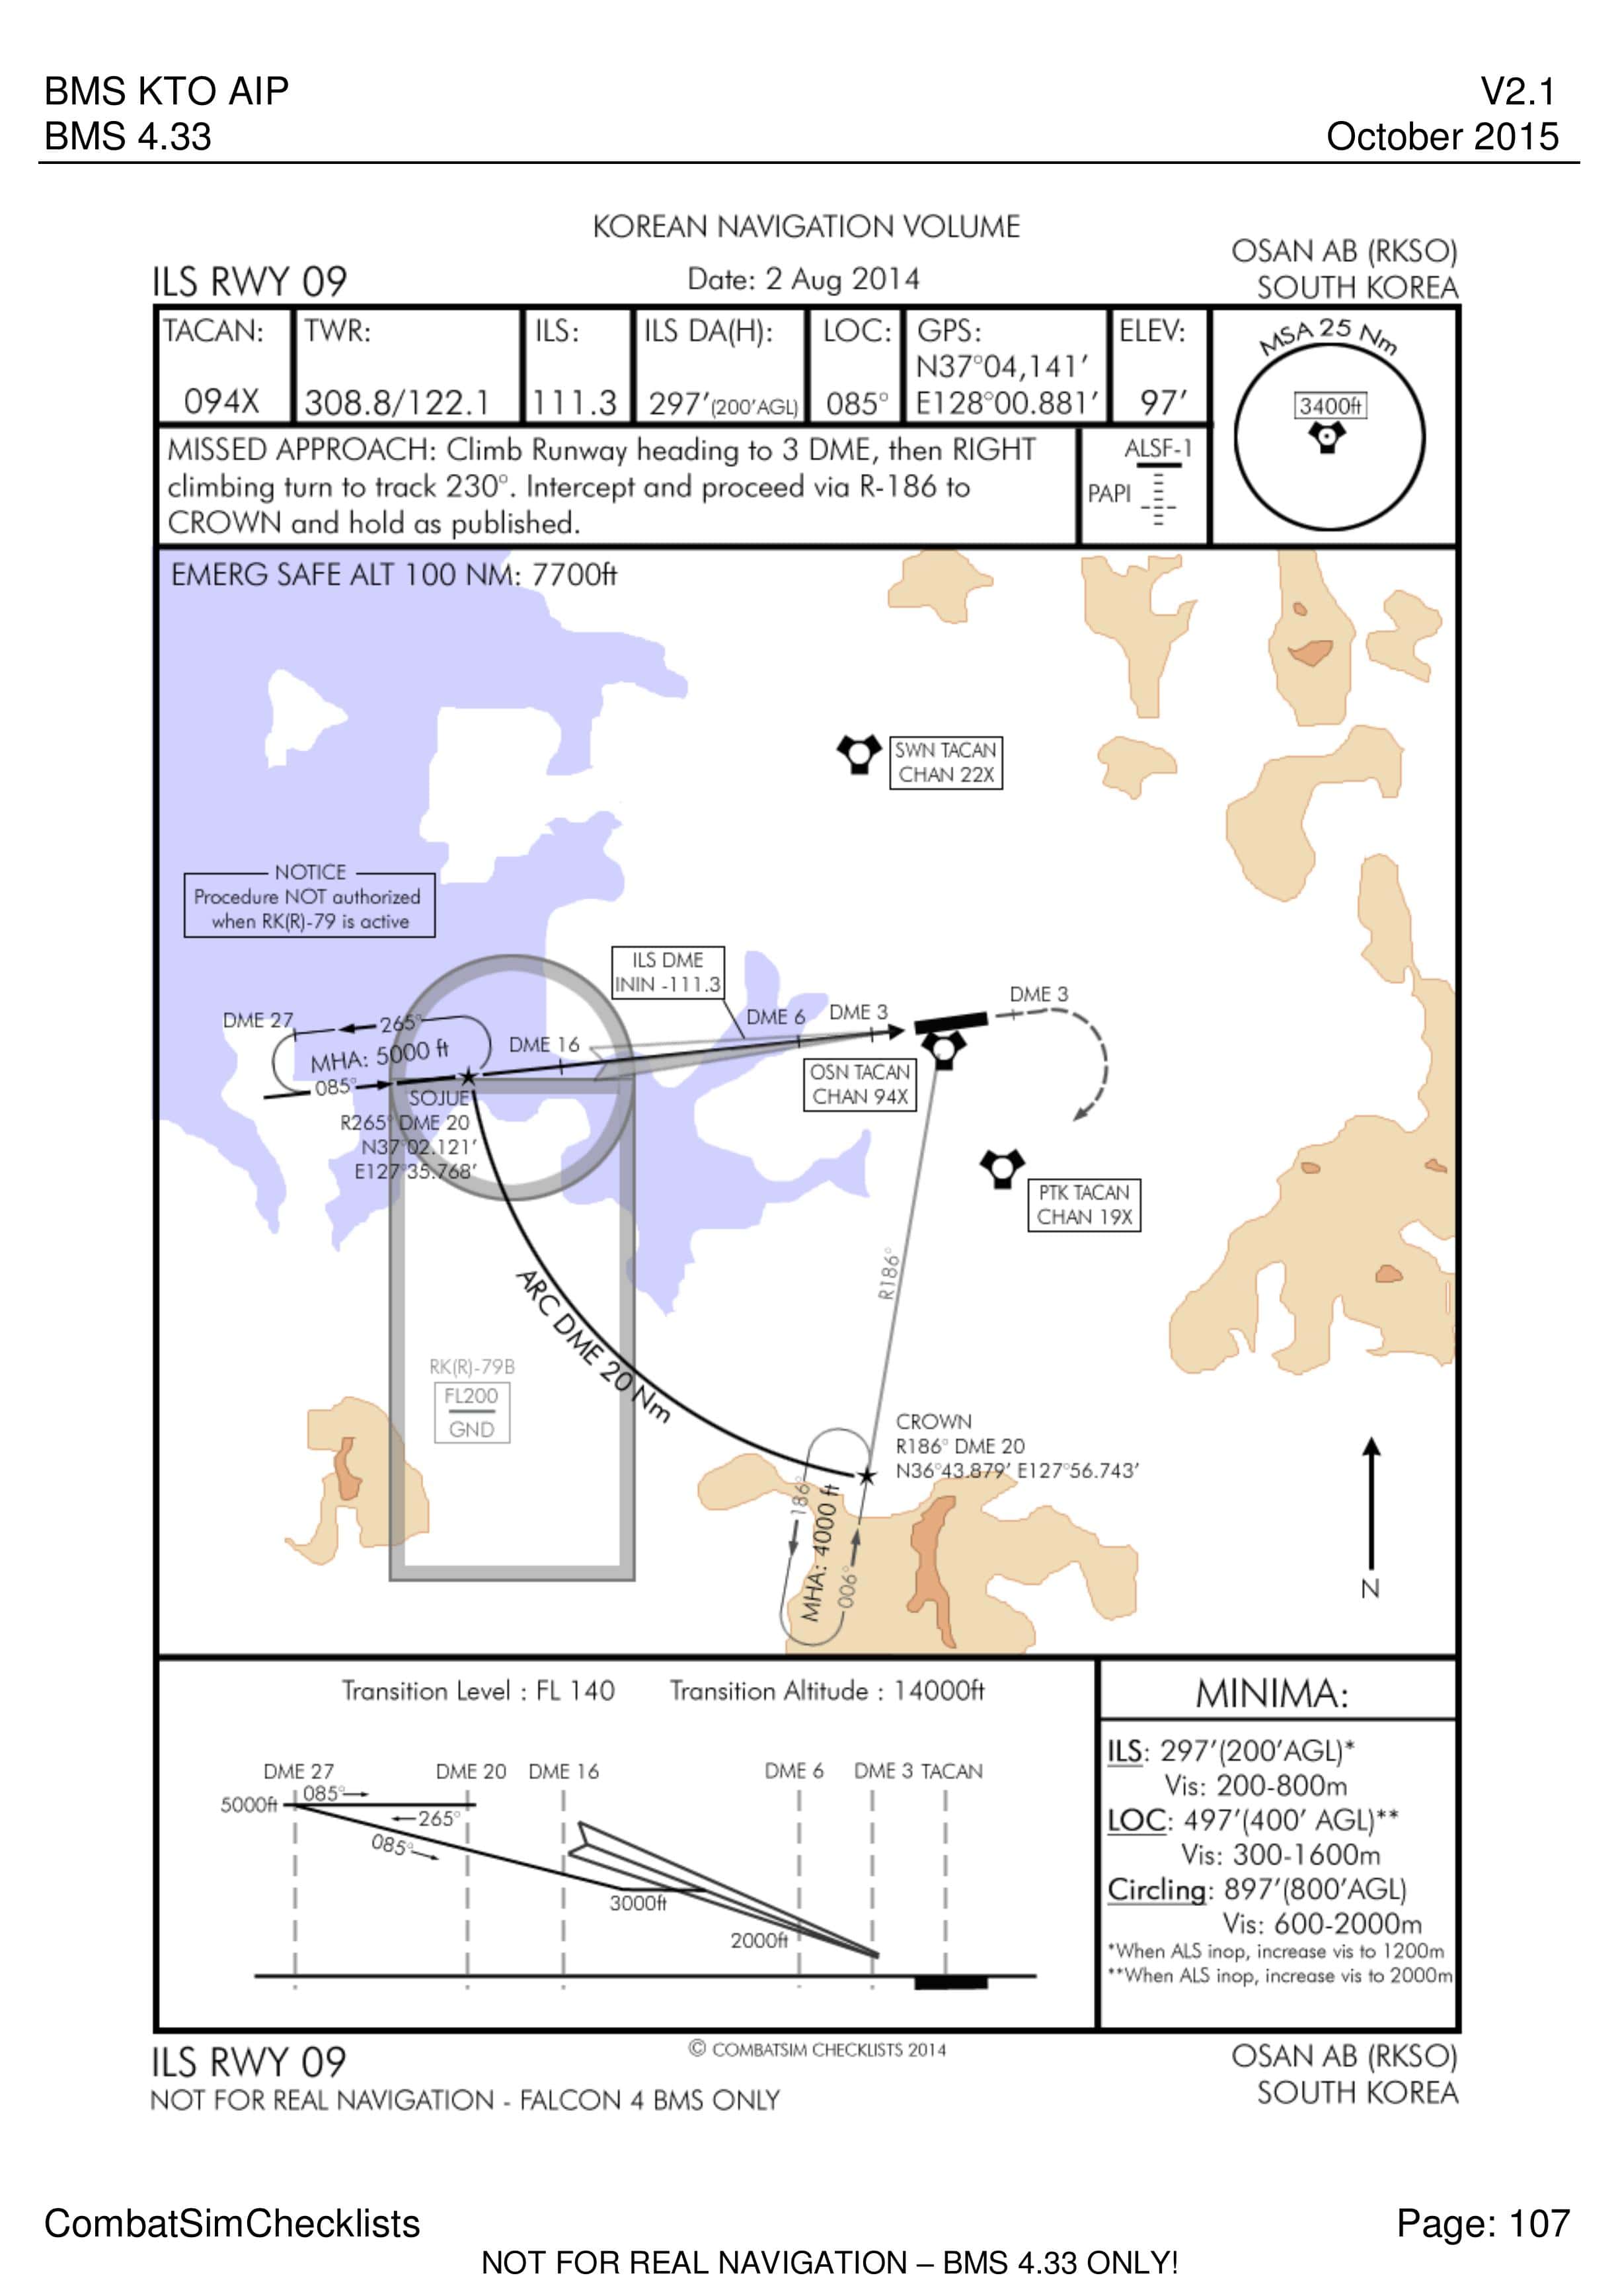 BMS KTO AIP
V2.1
BMS 4.33
October 2015
KOREAN NAVIGATION VOLUME
ILS RWY 09
Date: 2 Aug 2014
OSAN AB (RKSO)
SOUTH KOREA
TACAN:
094X
TWR:
308.8/122.1
ILS:
111.3
ILS DA(H):
297′(200′AGL)
LOC:
085°
GPS:
N37°04,141′
E128°00.881′
ELEV:
97′
MSA 25 Nm
3400ft
MISSED APPROACH: Climb Runway heading to 3 DME, then RIGHT
climbing turn to track 230°. Intercept and proceed via R-186 to
CROWN and hold as published.
ALSF-1
PAPI
EMERG SAFE ALT 100 NM: 7700ft
SWN TACAN
CHAN 22X
NOTICE
Procedure NOT authorized
when RK(R)-79 is active
ILS DME
ININ -111.3
DME 27
265°
MHA: 5000 ft
085°
DME 16
DME 6
DME 3
DME 3
OSN TACAN
CHAN 94X
SOJUE
R265° DME 20
N37°02.121′
E127°35.768′
PTK TACAN
CHAN 19X
R186°
ARC DME 20 Nm
RK(R)-79B
FL200
GND
CROWN
R186° DME 20
N36°43.879′ E127°56.743′
186°
MHA: 4000 ft
006°
N
Transition Level : FL 140
Transition Altitude : 14000ft
DME 27
DME 20
DME 16
DME 6
DME 3
TACAN
085°
5000ft
265°
085°
3000ft
2000ft
MINIMA:
ILS: 297′(200′AGL)*
Vis: 200-800m
LOC: 497′(400′ AGL)**
Vis: 300-1600m
Circling: 897′(800′AGL)
Vis: 600-2000m
*When ALS inop, increase vis to 1200m
**When ALS inop, increase vis to 2000m
ILS RWY 09
© COMBATSIM CHECKLISTS 2014
OSAN AB (RKSO)
SOUTH KOREA
NOT FOR REAL NAVIGATION - FALCON 4 BMS ONLY
CombatSimChecklists
Page: 107
NOT FOR REAL NAVIGATION – BMS 4.33 ONLY!